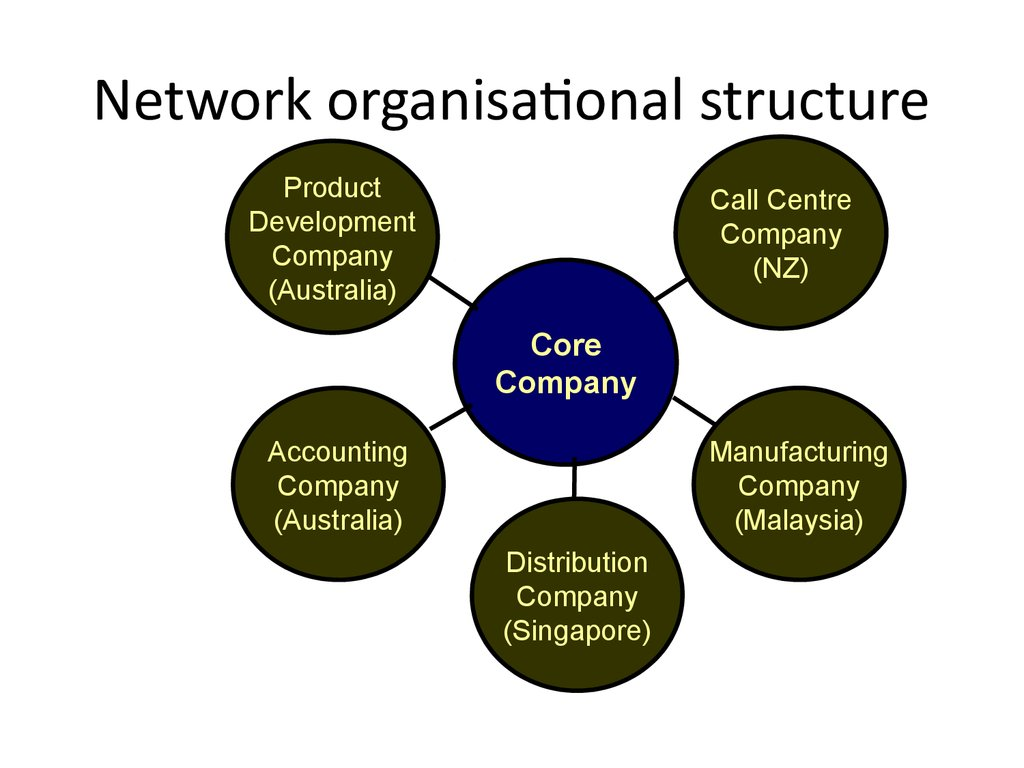 Network organisational structure
Product
Development
Company
(Australia)
Call Centre
Company
(NZ)
Core
Company
Accounting
Company
(Australia)
Manufacturing
Company
(Malaysia)
Distribution
Company
(Singapore)